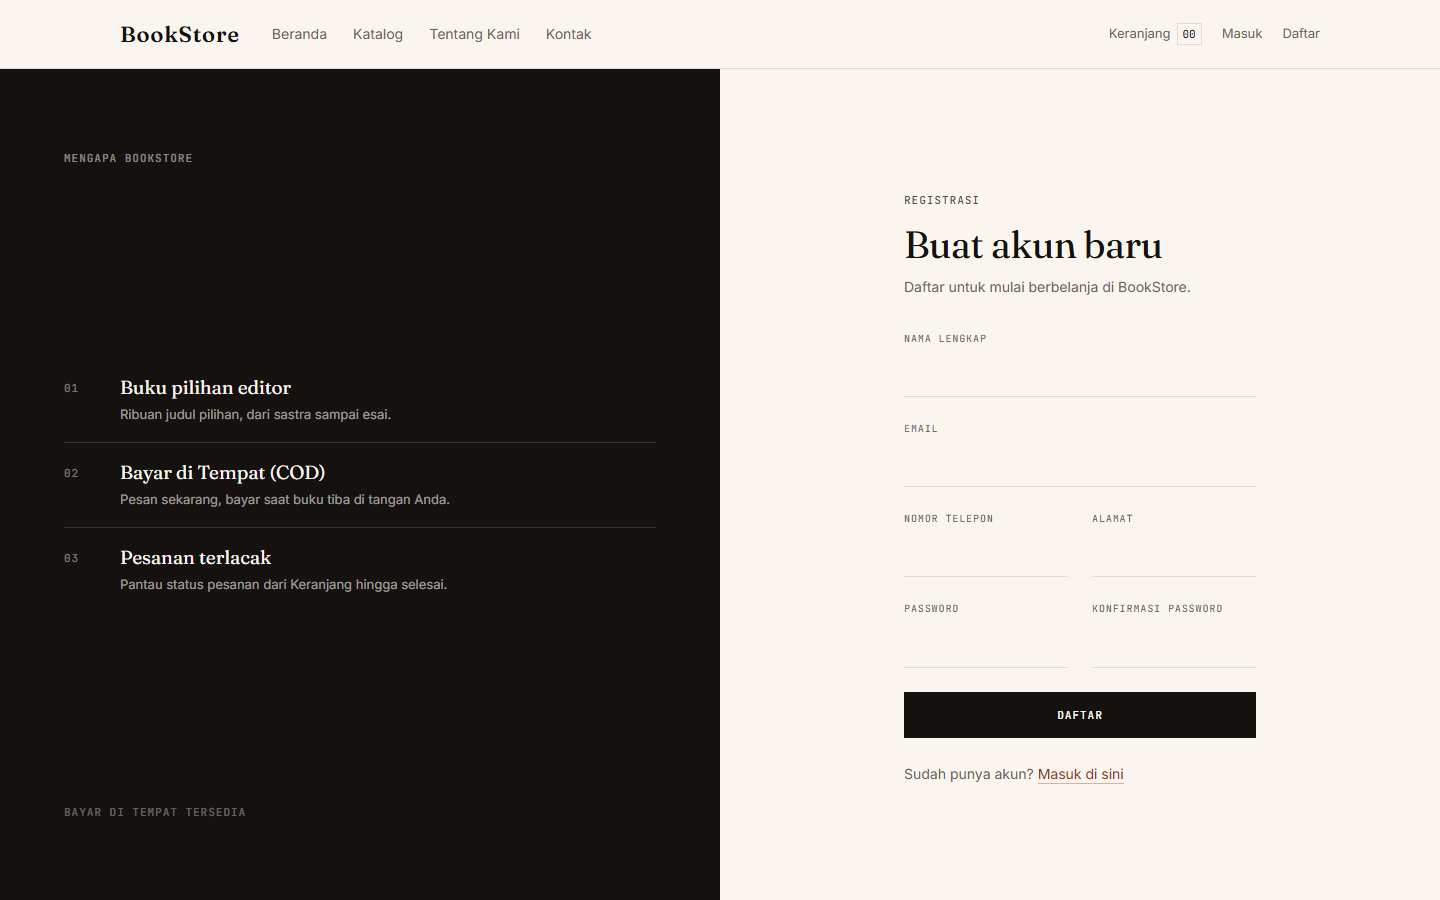 BookStore Beranda Katalog Tentang Kami Kontak Keranjang 00 Masuk Daftar
MENGAPA BOOKSTORE
01 Buku pilihan editor
Ribuan judul pilihan, dari sastra sampai esai.
02 Bayar di Tempat (COD)
Pesan sekarang, bayar saat buku tiba di tangan Anda.
03 Pesanan terlacak
Pantau status pesanan dari Keranjang hingga selesai.
BAYAR DI TEMPAT TERSEDIA
REGISTRASI
Buat akun baru
Daftar untuk mulai berbelanja di BookStore.
NAMA LENGKAP
EMAIL
NOMOR TELEPON ALAMAT
PASSWORD KONFIRMASI PASSWORD
DAFTAR
Sudah punya akun? Masuk di sini